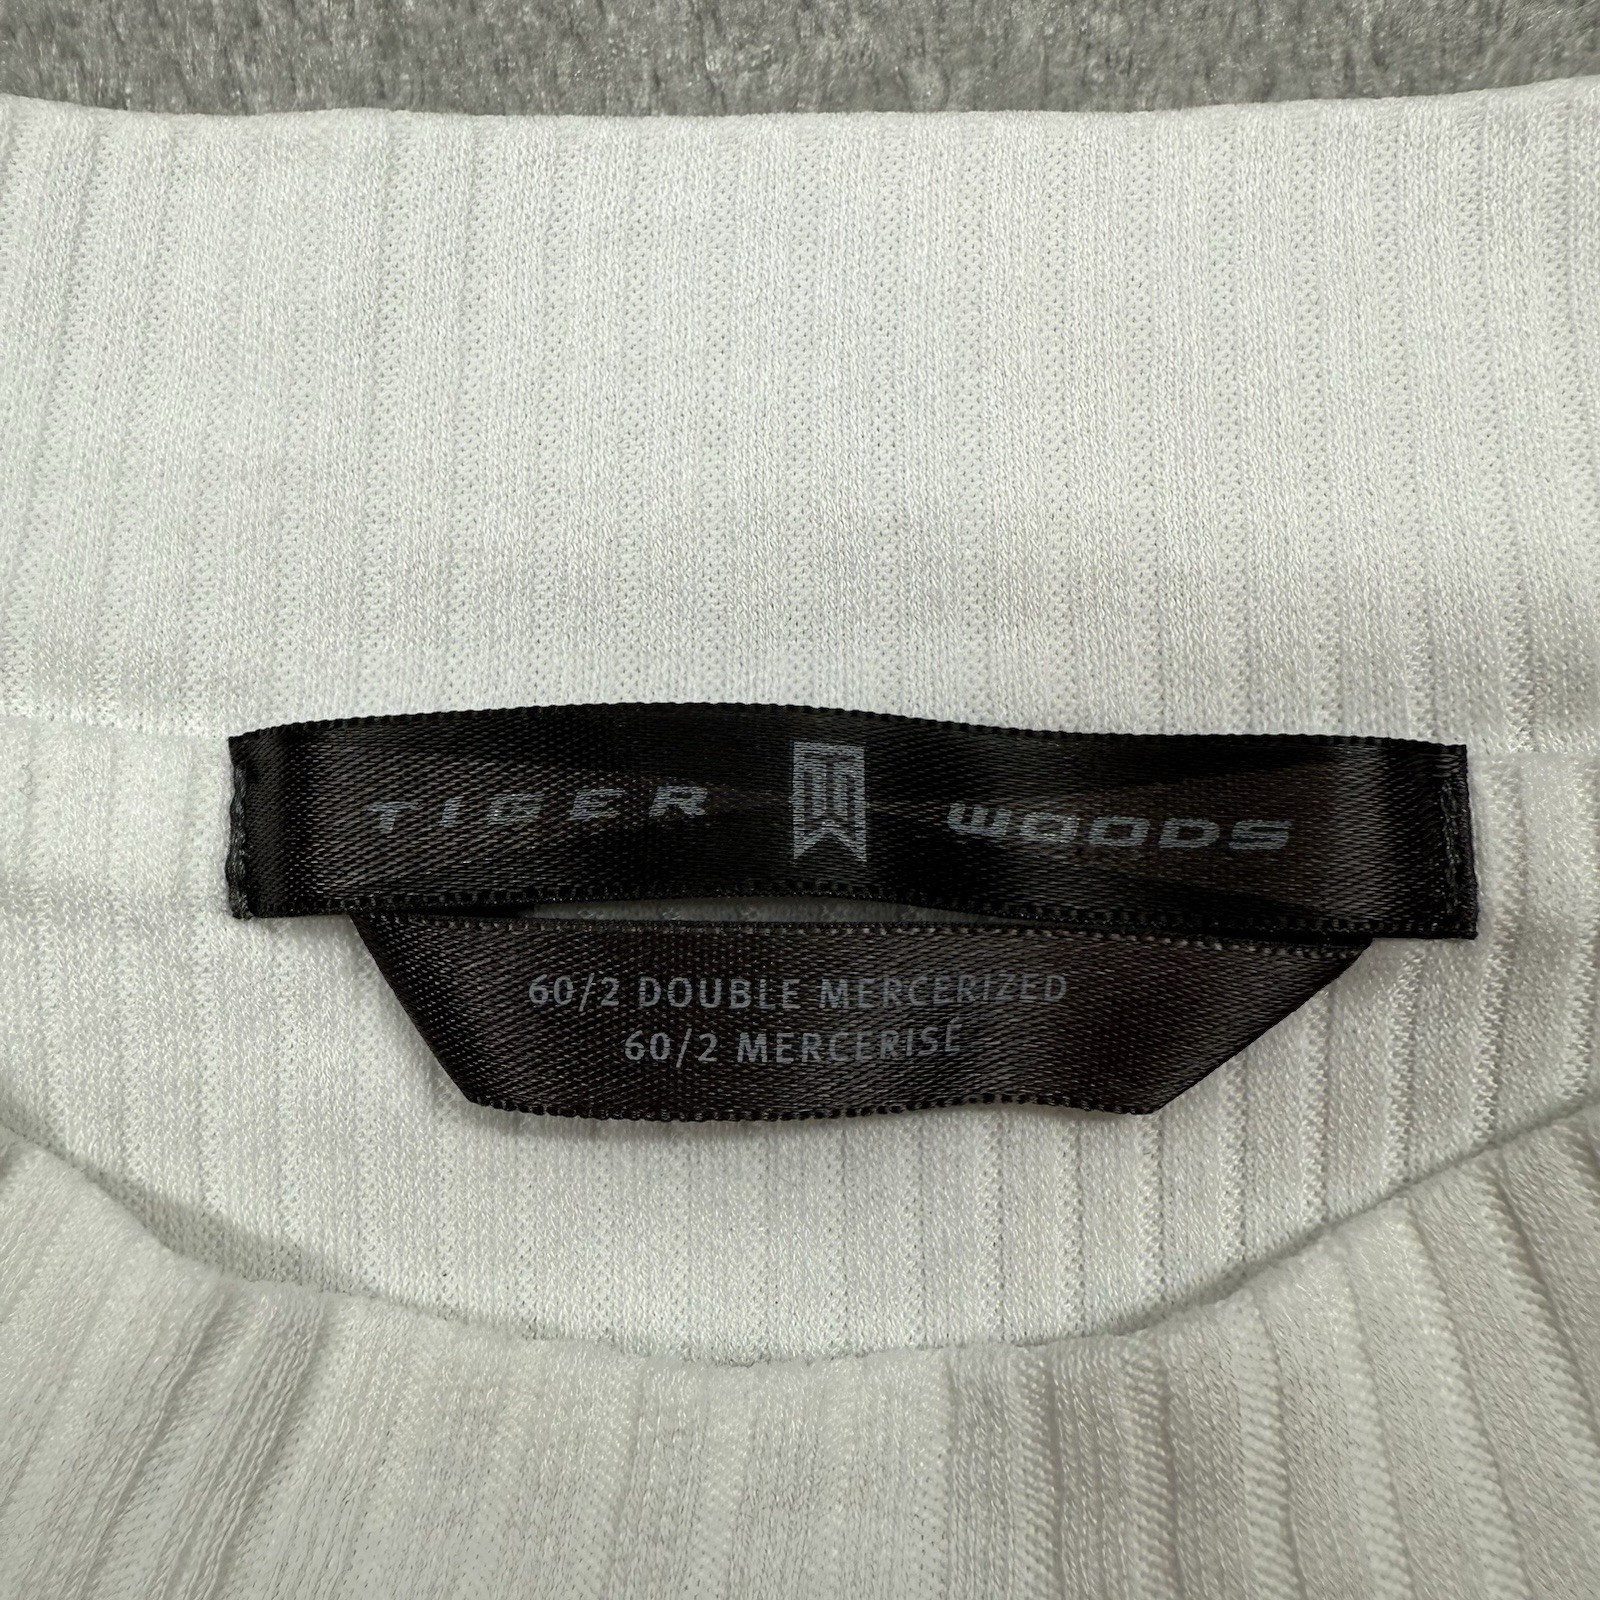 TIGER TW WOODS
60/2 DOUBLE MERCERIZED
60/2 MERCERISÉ